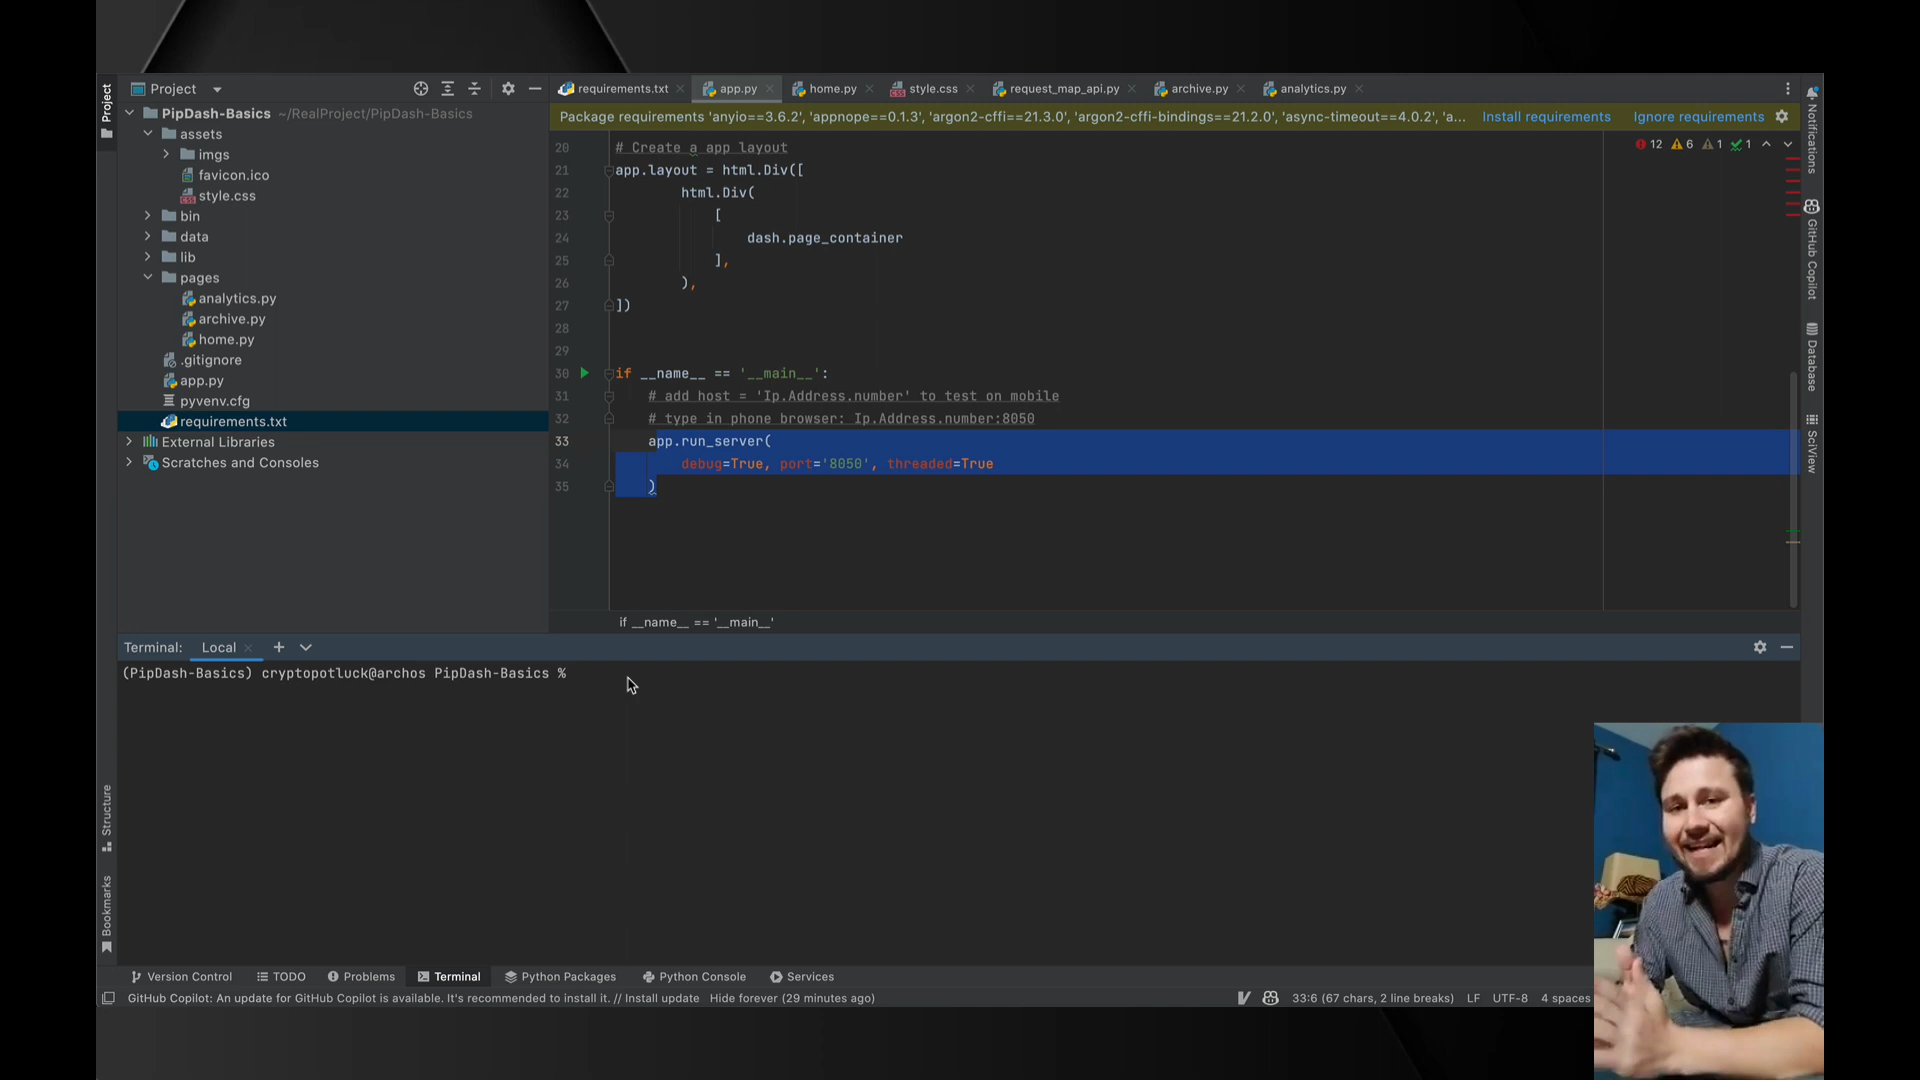 Project
Project
PipDash-Basics ~/RealProject/PipDash-Basics
assets
imgs
favicon.ico
style.css
bin
data
lib
pages
analytics.py
archive.py
home.py
.gitignore
app.py
pyvenv.cfg
requirements.txt
External Libraries
Scratches and Consoles
requirements.txt app.py home.py style.css request_map_api.py archive.py analytics.py
Package requirements 'anyio==3.6.2', 'appnope==0.1.3', 'argon2-cffi==21.3.0', 'argon2-cffi-bindings==21.2.0', 'async-timeout==4.0.2', 'a... Install requirements Ignore requirements
12 6 1 1
20 # Create a app layout
21 app.layout = html.Div([
22 html.Div(
23 [
24 dash.page_container
25 ],
26 ),
27 ])
28
29
30 if __name__ == '__main__':
31 # add host = 'Ip.Address.number' to test on mobile
32 # type in phone browser: Ip.Address.number:8050
33 app.run_server(
34 debug=True, port='8050', threaded=True
35 )
if __name__ == '__main__'
Notifications
GitHub Copilot
Database
SciView
Terminal: Local
(PipDash-Basics) cryptopotluck@archos PipDash-Basics %
Structure
Bookmarks
Version Control TODO Problems Terminal Python Packages Python Console Services
GitHub Copilot: An update for GitHub Copilot is available. It's recommended to install it. // Install update Hide forever (29 minutes ago) 33:6 (67 chars, 2 line breaks) LF UTF-8 4 spaces